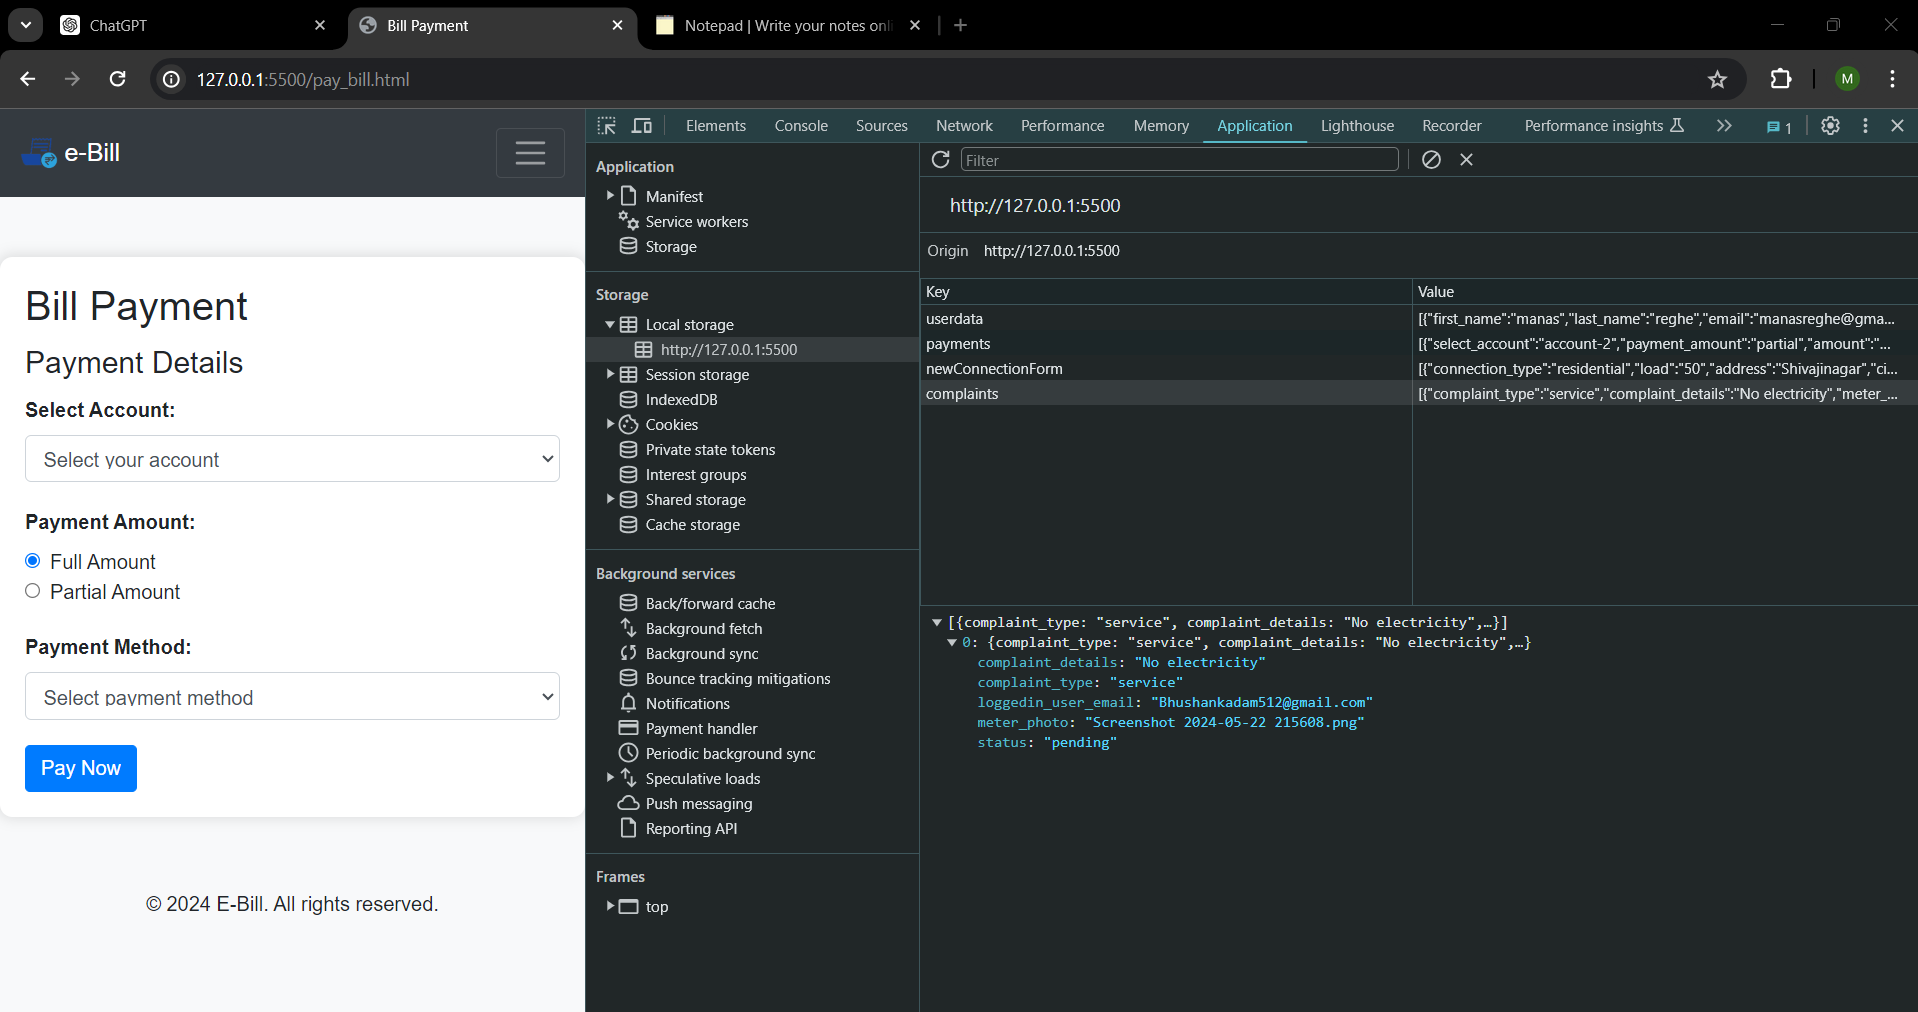 ChatGPT
Bill Payment
Notepad | Write your notes onli
127.0.0.1:5500/pay_bill.html
M
e-Bill
Bill Payment
Payment Details
Select Account:
Select your account
Payment Amount:
Full Amount
Partial Amount
Payment Method:
Select payment method
Pay Now
© 2024 E-Bill. All rights reserved.
Elements Console Sources Network Performance Memory Application Lighthouse Recorder Performance insights 1
Application
Manifest
Service workers
Storage
Storage
Local storage
http://127.0.0.1:5500
Session storage
IndexedDB
Cookies
Private state tokens
Interest groups
Shared storage
Cache storage
Background services
Back/forward cache
Background fetch
Background sync
Bounce tracking mitigations
Notifications
Payment handler
Periodic background sync
Speculative loads
Push messaging
Reporting API
Frames
top
Filter
http://127.0.0.1:5500
Origin http://127.0.0.1:5500
Key Value
userdata [{"first_name":"manas","last_name":"reghe","email":"manasreghe@gma...
payments [{"select_account":"account-2","payment_amount":"partial","amount":"...
newConnectionForm [{"connection_type":"residential","load":"50","address":"Shivajinagar","ci...
complaints [{"complaint_type":"service","complaint_details":"No electricity","meter_...
[{complaint_type: "service", complaint_details: "No electricity",…}]
0: {complaint_type: "service", complaint_details: "No electricity",…}
complaint_details: "No electricity"
complaint_type: "service"
loggedin_user_email: "Bhushankadam512@gmail.com"
meter_photo: "Screenshot 2024-05-22 215608.png"
status: "pending"